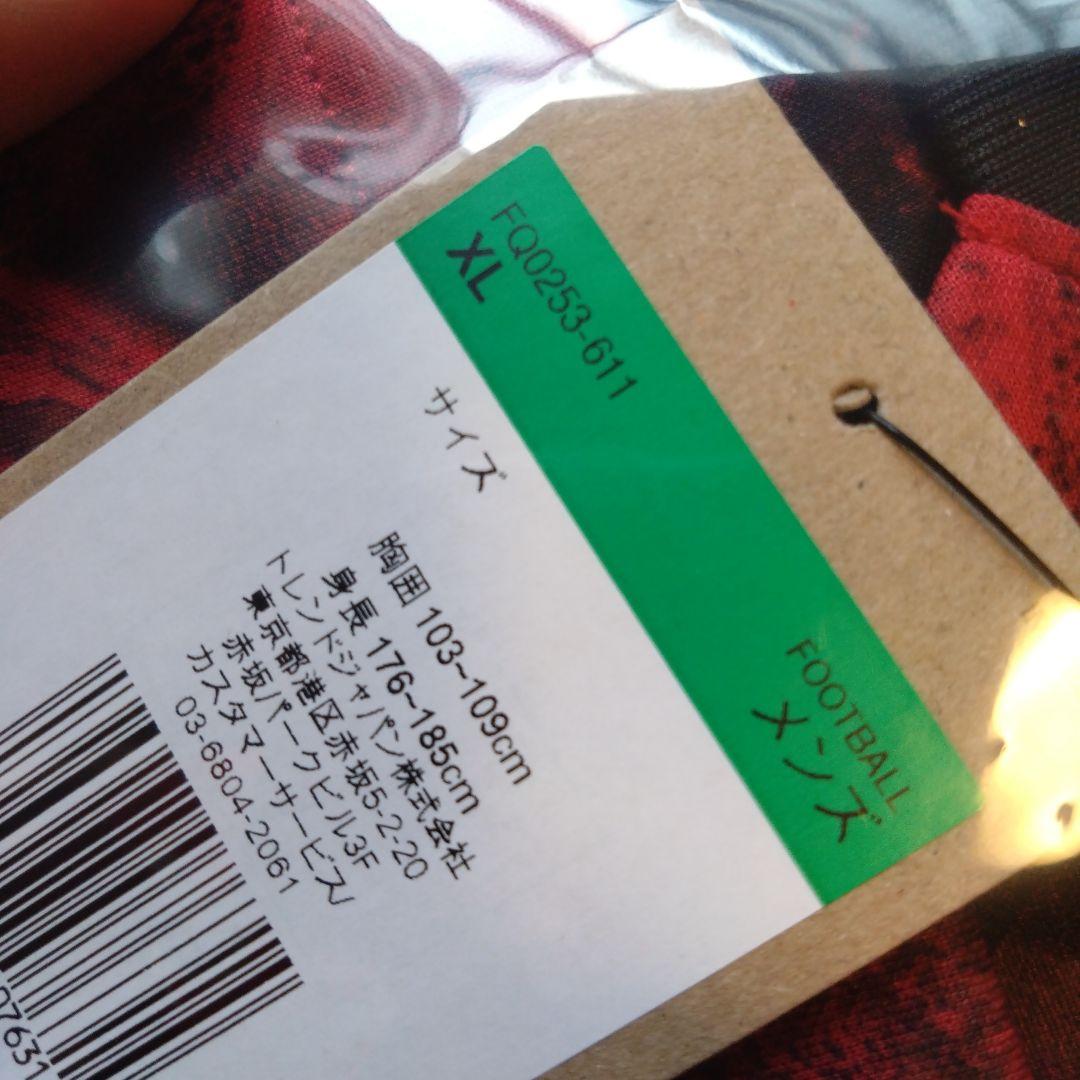 FQ0253-611
XL
FOOTBALL
メンズ
サイズ
胸囲 103~109cm
身長 176~185cm
トレンドジャパン株式会社
東京都港区赤坂5-2-20
赤坂パークビル3F
カスタマーサービス/
03-6804-2061
07631